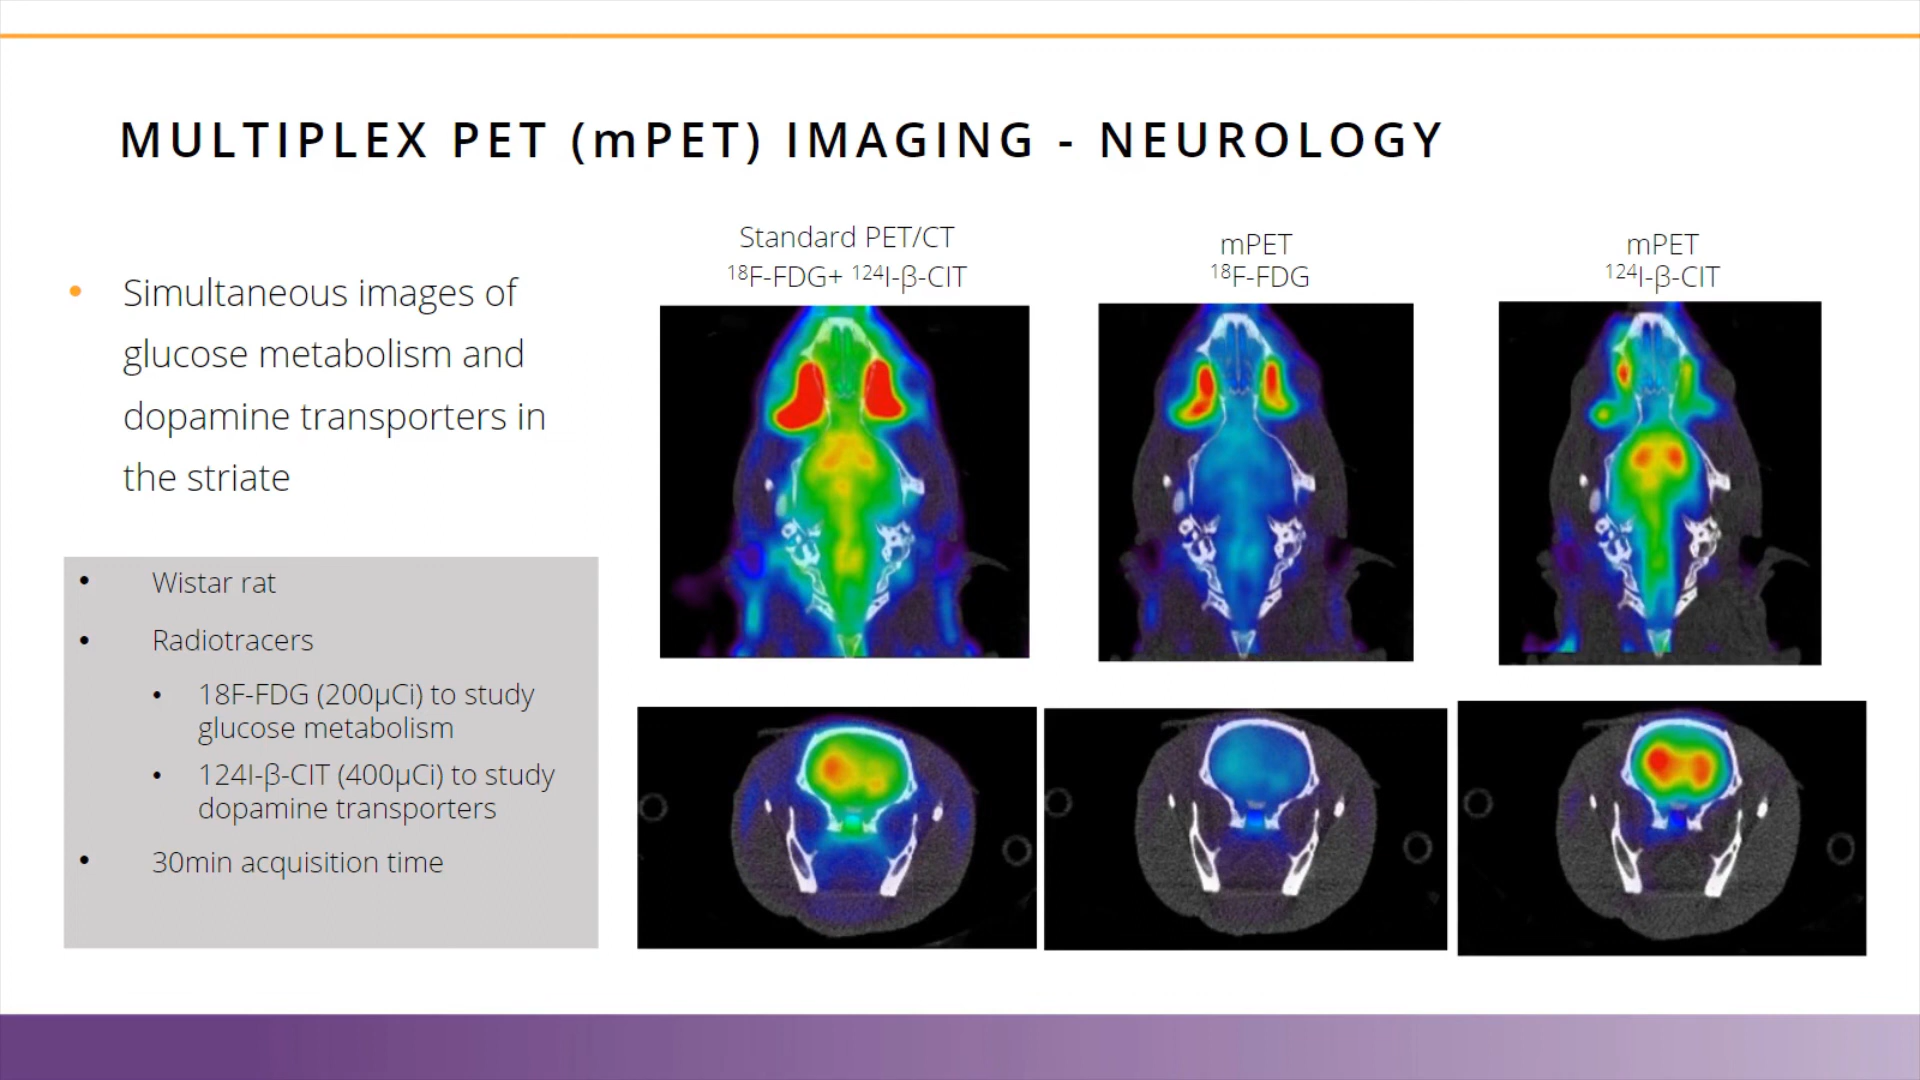 MULTIPLEX PET (mPET) IMAGING - NEUROLOGY
• Simultaneous images of
glucose metabolism and
dopamine transporters in
the striate
• Wistar rat
• Radiotracers
• 18F-FDG (200µCi) to study
glucose metabolism
• 124I-β-CIT (400µCi) to study
dopamine transporters
• 30min acquisition time
Standard PET/CT
¹⁸F-FDG+ ¹²⁴I-β-CIT
mPET
¹⁸F-FDG
mPET
¹²⁴I-β-CIT